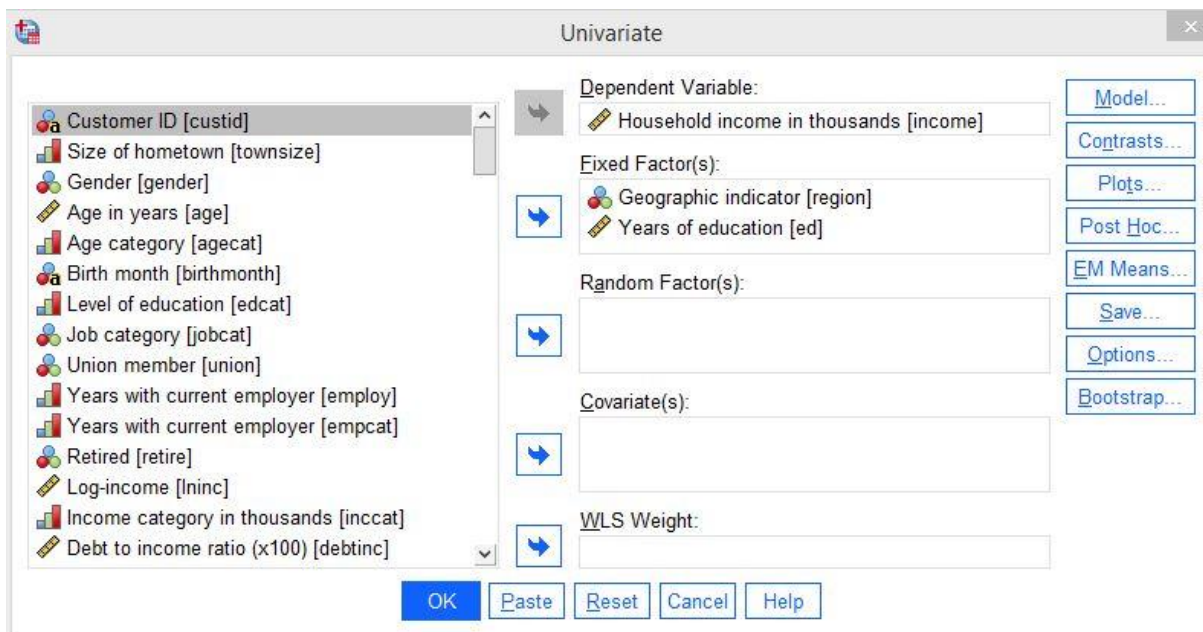 Univariate
Customer ID [custid]
Size of hometown [townsize]
Gender [gender]
Age in years [age]
Age category [agecat]
Birth month [birthmonth]
Level of education [edcat]
Job category [jobcat]
Union member [union]
Years with current employer [employ]
Years with current employer [empcat]
Retired [retire]
Log-income [lninc]
Income category in thousands [inccat]
Debt to income ratio (x100) [debtinc]
Dependent Variable:
Household income in thousands [income]
Fixed Factor(s):
Geographic indicator [region]
Years of education [ed]
Random Factor(s):
Covariate(s):
WLS Weight:
Model...
Contrasts...
Plots...
Post Hoc...
EM Means...
Save...
Options...
Bootstrap...
OK Paste Reset Cancel Help